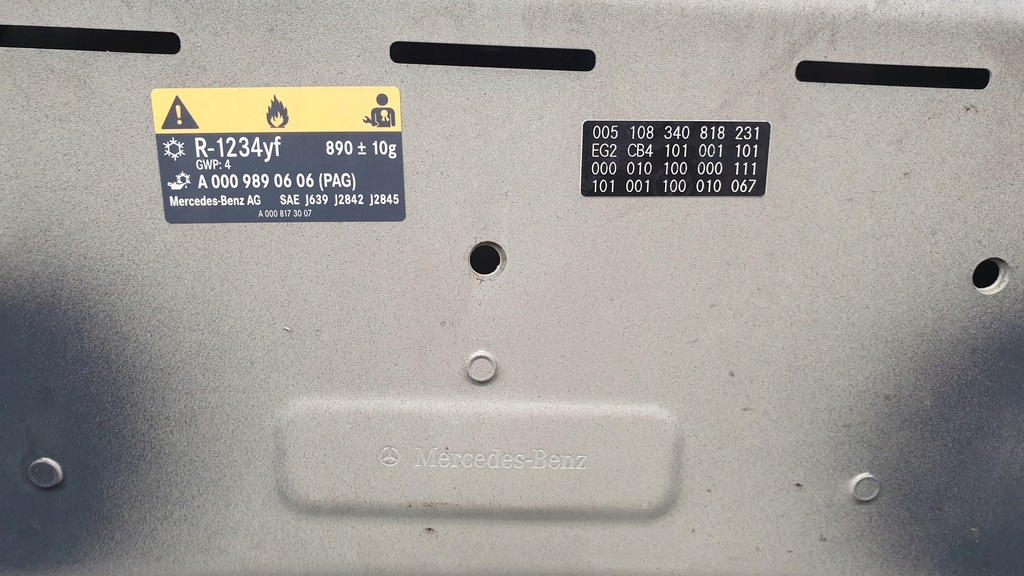 R-1234yf 890 ± 10g
GWP: 4
A 000 989 0 6 06 (PAG)
Mercedes-Benz AG SAE J639 J2842 J2845
A 000 817 30 07
005 108 340 818 231
EG2 CB4 101 001 101
000 010 100 000 111
101 001 100 010 067
Mercedes-Benz